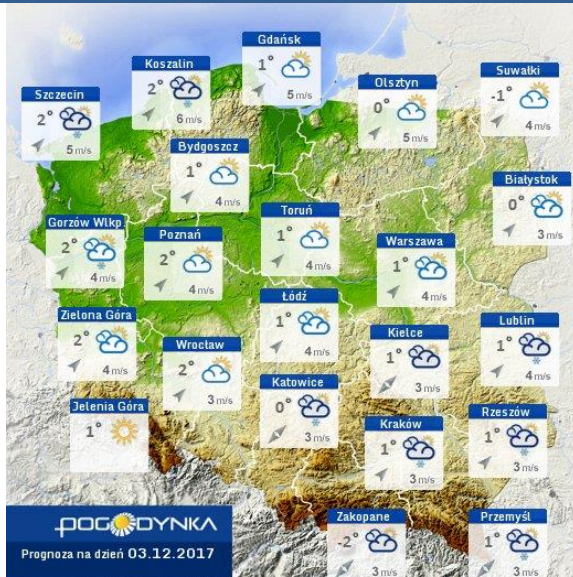 Gdańsk
1°
5 m/s
Koszalin
2°
6 m/s
Suwałki
-1°
4 m/s
Olsztyn
0°
5 m/s
Szczecin
2°
5 m/s
Bydgoszcz
1°
4 m/s
Białystok
0°
3 m/s
Toruń
1°
4 m/s
Gorzów Wlkp.
2°
4 m/s
Poznań
2°
4 m/s
Warszawa
1°
4 m/s
Łódź
1°
4 m/s
Zielona Góra
2°
4 m/s
Lublin
1°
4 m/s
Kielce
1°
3 m/s
Wrocław
2°
3 m/s
Katowice
0°
3 m/s
Jelenia Góra
1°
Rzeszów
1°
3 m/s
Kraków
1°
3 m/s
Zakopane
-2°
3 m/s
Przemyśl
1°
3 m/s
POGODYNKA
Prognoza na dzień 03.12.2017